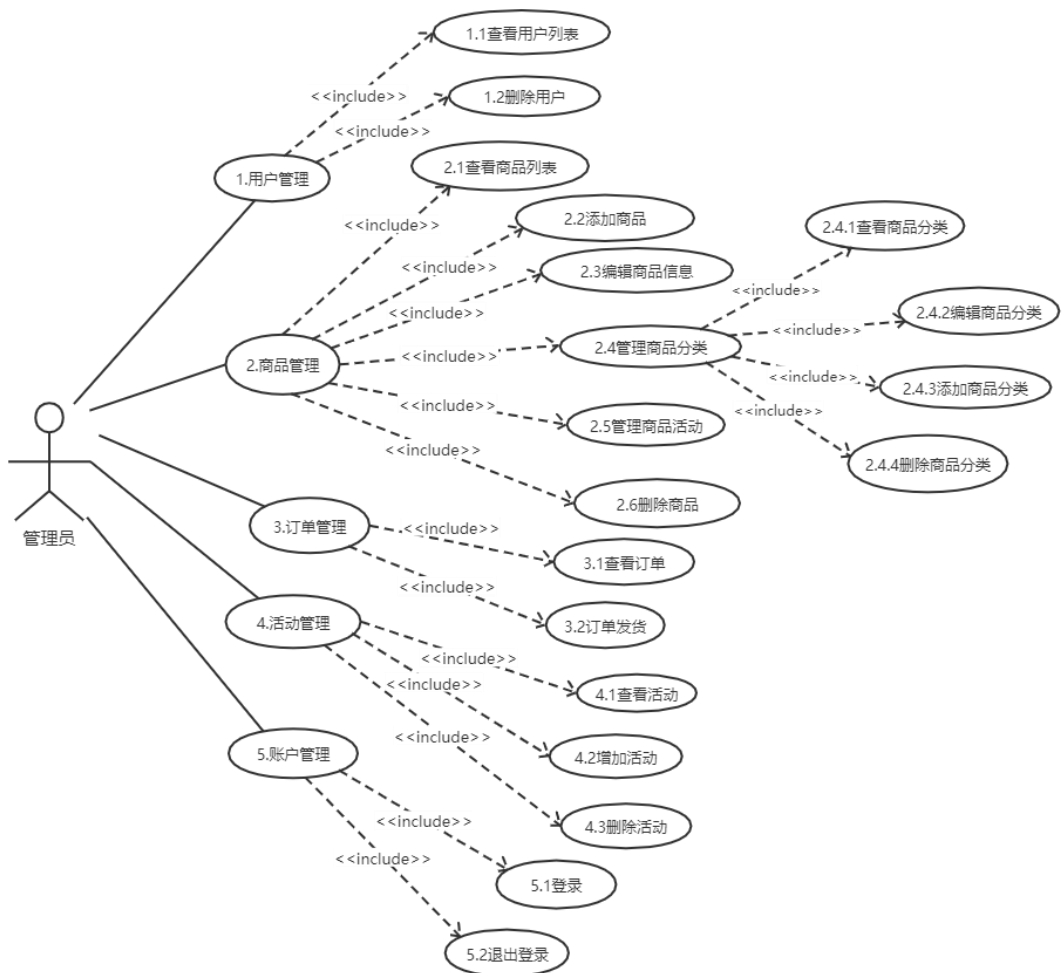 1.1查看用户列表
<<include>>
1.2删除用户
<<include>>
1.用户管理
2.1查看商品列表
<<include>>
2.2添加商品
<<include>>
2.3编辑商品信息
<<include>>
2.商品管理
<<include>>
2.4管理商品分类
2.4.1查看商品分类
<<include>>
2.4.2编辑商品分类
<<include>>
2.4.3添加商品分类
<<include>>
2.4.4删除商品分类
<<include>>
<<include>>
2.5管理商品活动
<<include>>
2.6删除商品
管理员
3.订单管理
<<include>>
3.1查看订单
<<include>>
3.2订单发货
4.活动管理
<<include>>
4.1查看活动
<<include>>
4.2增加活动
<<include>>
4.3删除活动
5.账户管理
<<include>>
5.1登录
<<include>>
5.2退出登录